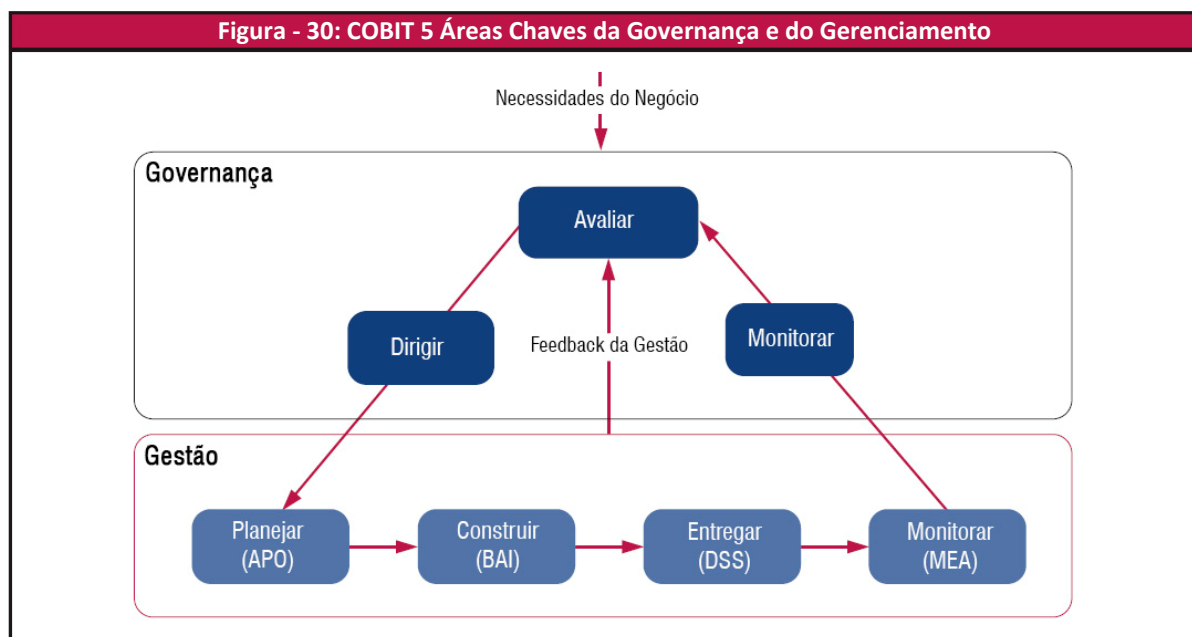 Figura - 30: COBIT 5 Áreas Chaves da Governança e do Gerenciamento
Necessidades do Negócio
Governança
Avaliar
Dirigir
Feedback da Gestão
Monitorar
Gestão
Planejar
(APO)
Construir
(BAI)
Entregar
(DSS)
Monitorar
(MEA)